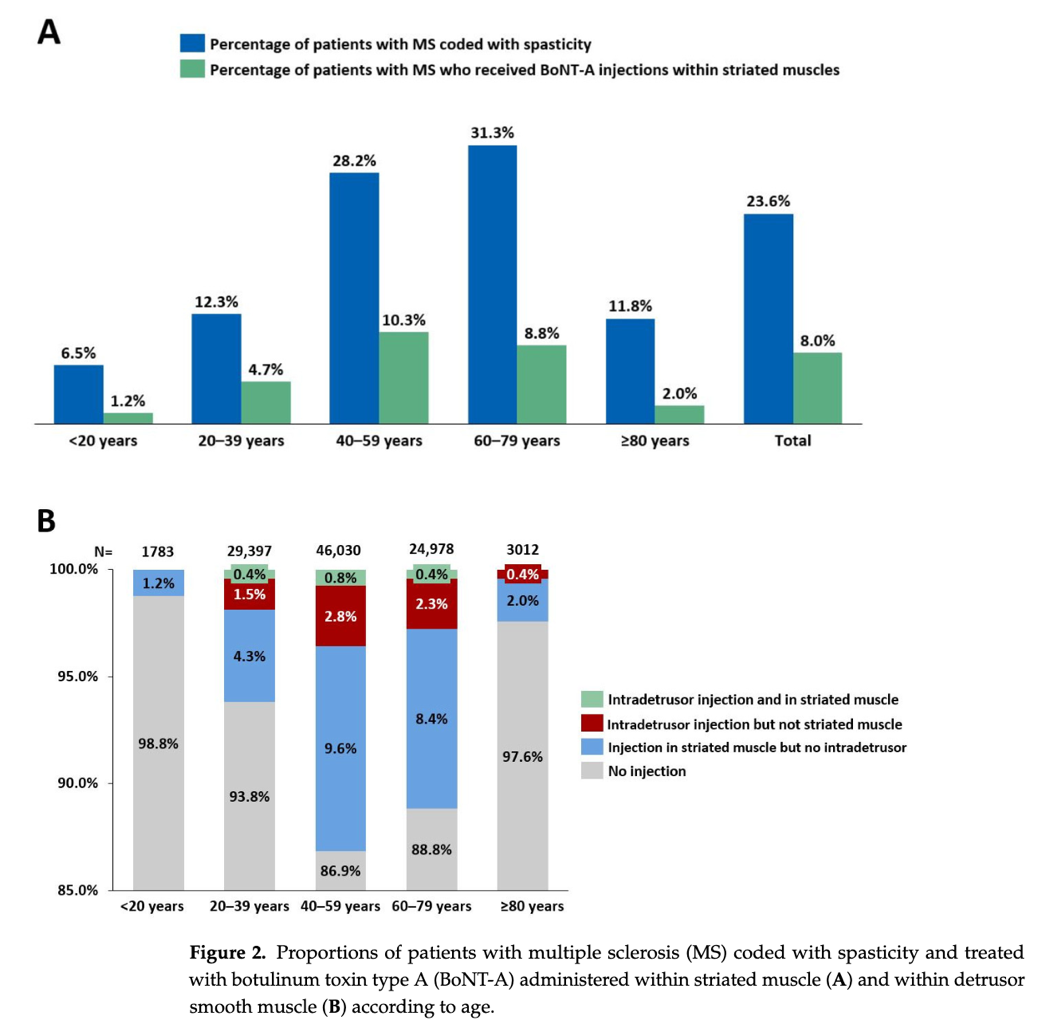 A
Percentage of patients with MS coded with spasticity
Percentage of patients with MS who received BoNT-A injections within striated muscles
6.5%
1.2%
12.3%
4.7%
28.2%
10.3%
31.3%
8.8%
11.8%
2.0%
23.6%
8.0%
<20 years
20–39 years
40–59 years
60–79 years
≥80 years
Total
B
N= 1783 29,397 46,030 24,978 3012
100.0%
95.0%
90.0%
85.0%
1.2%
98.8%
0.4%
1.5%
4.3%
93.8%
0.8%
2.8%
9.6%
86.9%
0.4%
2.3%
8.4%
88.8%
0.4%
2.0%
97.6%
<20 years
20–39 years
40–59 years
60–79 years
≥80 years
Intradetrusor injection and in striated muscle
Intradetrusor injection but not striated muscle
Injection in striated muscle but no intradetrusor
No injection
Figure 2. Proportions of patients with multiple sclerosis (MS) coded with spasticity and treated
with botulinum toxin type A (BoNT-A) administered within striated muscle (A) and within detrusor
smooth muscle (B) according to age.